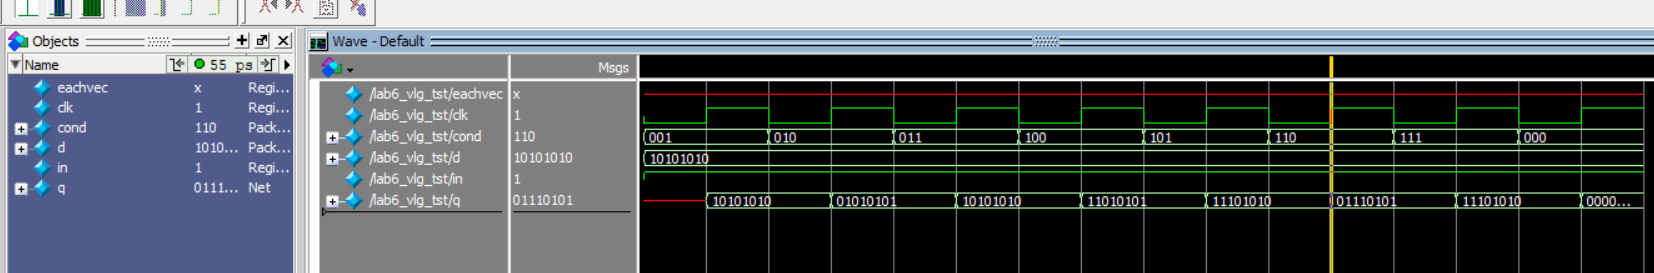 Objects
Name 55 ps
eachvec x Regi...
clk 1 Regi...
cond 110 Pack...
d 1010... Pack...
in 1 Regi...
q 0111... Net
Wave - Default
Msgs
/lab6_vlg_tst/eachvec x
/lab6_vlg_tst/clk 1
/lab6_vlg_tst/cond 110 001 010 011 100 101 110 111 000
/lab6_vlg_tst/d 10101010 10101010
/lab6_vlg_tst/in 1
/lab6_vlg_tst/q 01110101 10101010 01010101 10101010 11010101 11101010 01110101 11101010 0000...